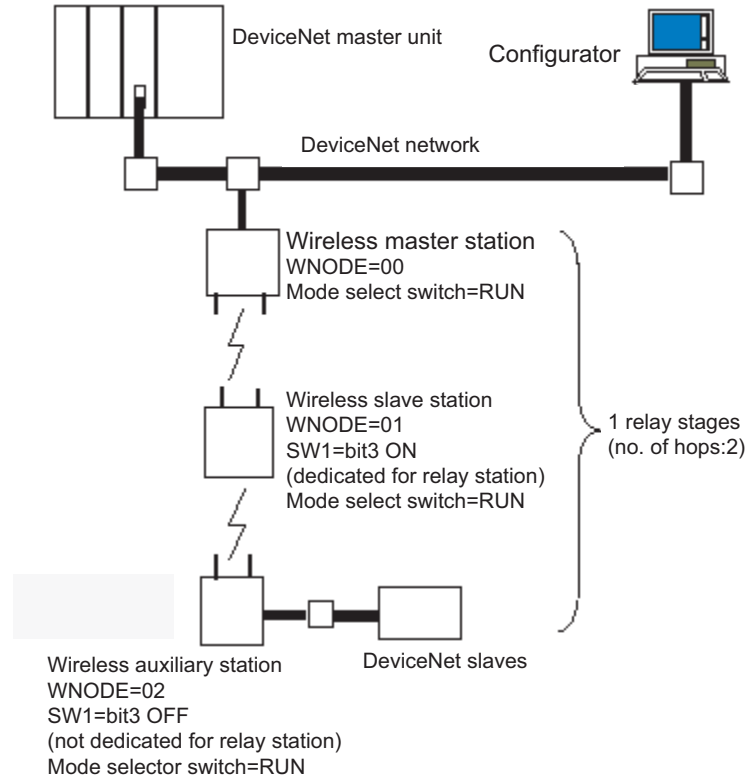 DeviceNet master unit
Configurator
DeviceNet network
Wireless master station
WNODE=00
Mode select switch=RUN
Wireless slave station
WNODE=01
SW1=bit3 ON
(dedicated for relay station)
Mode select switch=RUN
1 relay stages
(no. of hops:2)
Wireless auxiliary station
WNODE=02
SW1=bit3 OFF
(not dedicated for relay station)
Mode selector switch=RUN
DeviceNet slaves